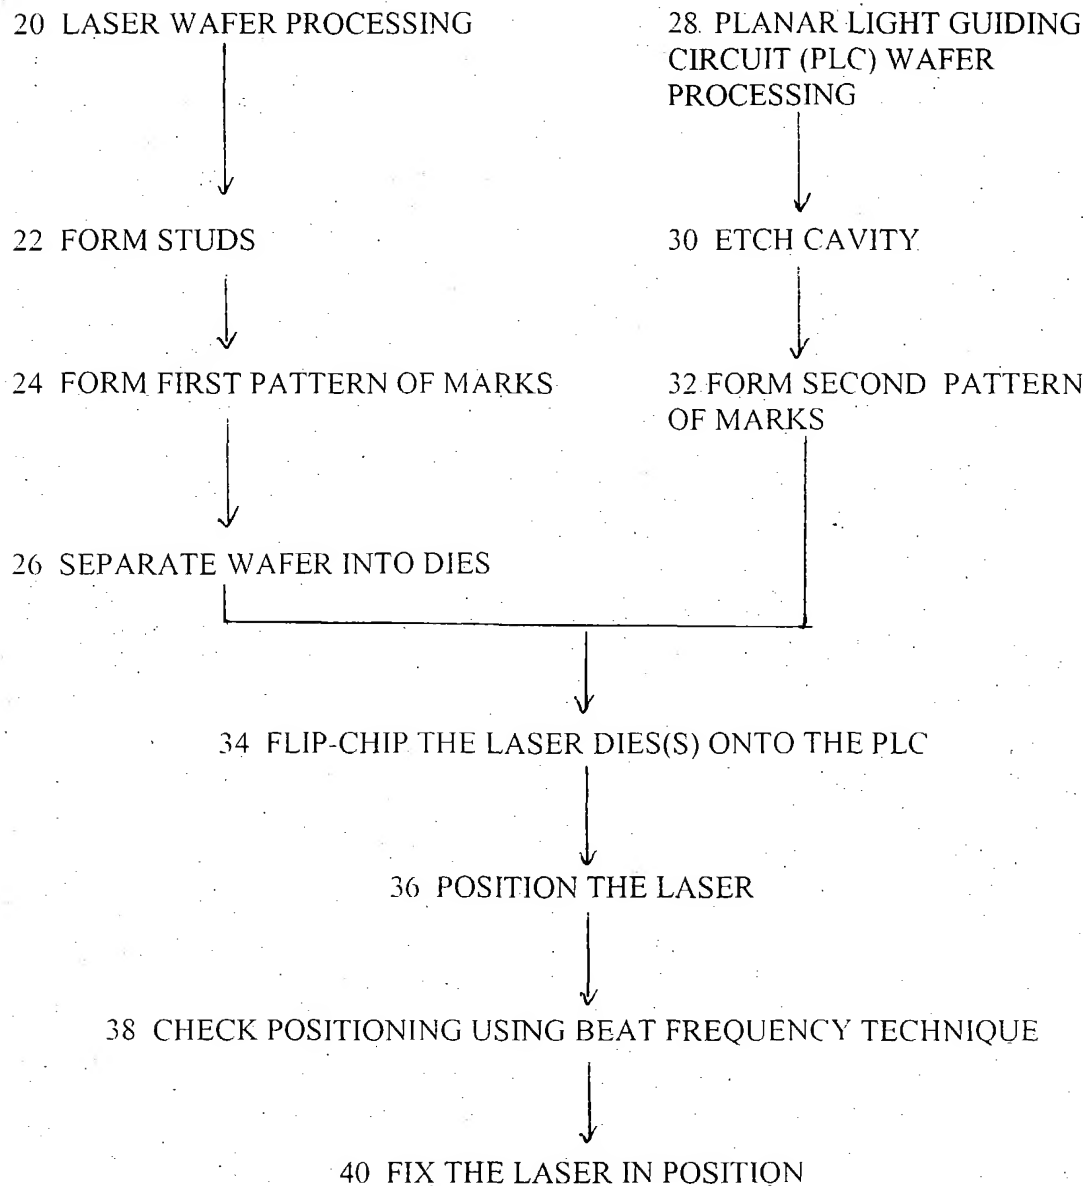 20 LASER WAFER PROCESSING
28. PLANAR LIGHT GUIDING
CIRCUIT (PLC) WAFER
PROCESSING
22 FORM STUDS
30 ETCH CAVITY
24 FORM FIRST PATTERN OF MARKS
32 FORM SECOND PATTERN
OF MARKS
26 SEPARATE WAFER INTO DIES
34 FLIP-CHIP THE LASER DIES(S) ONTO THE PLC
36 POSITION THE LASER
38 CHECK POSITIONING USING BEAT FREQUENCY TECHNIQUE
40 FIX THE LASER IN POSITION